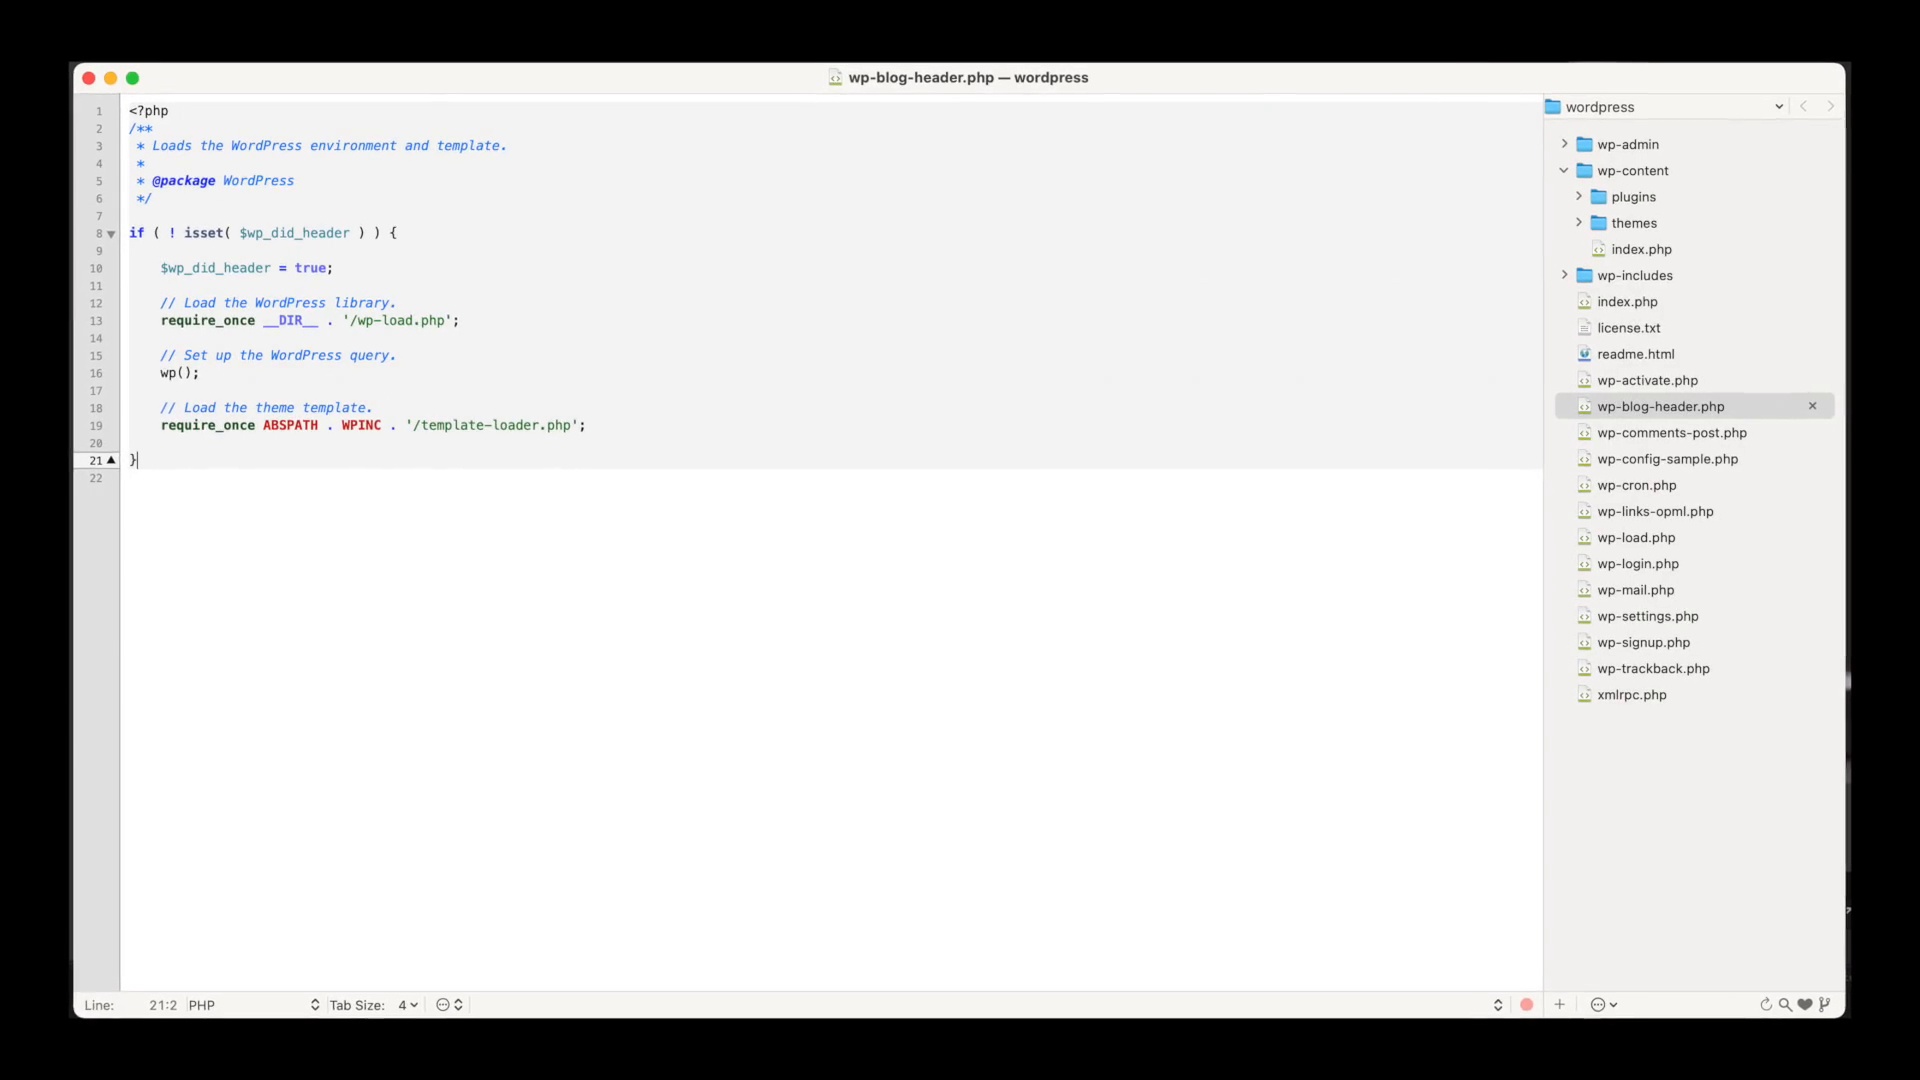 wp-blog-header.php — wordpress
1 <?php
2 /**
3 * Loads the WordPress environment and template.
4 *
5 * @package WordPress
6 */
7
8 if ( ! isset( $wp_did_header ) ) {
9
10 $wp_did_header = true;
11
12 // Load the WordPress library.
13 require_once __DIR__ . '/wp-load.php';
14
15 // Set up the WordPress query.
16 wp();
17
18 // Load the theme template.
19 require_once ABSPATH . WPINC . '/template-loader.php';
20
21 }
22
wordpress
wp-admin
wp-content
plugins
themes
index.php
wp-includes
index.php
license.txt
readme.html
wp-activate.php
wp-blog-header.php
wp-comments-post.php
wp-config-sample.php
wp-cron.php
wp-links-opml.php
wp-load.php
wp-login.php
wp-mail.php
wp-settings.php
wp-signup.php
wp-trackback.php
xmlrpc.php
Line: 21:2 PHP Tab Size: 4